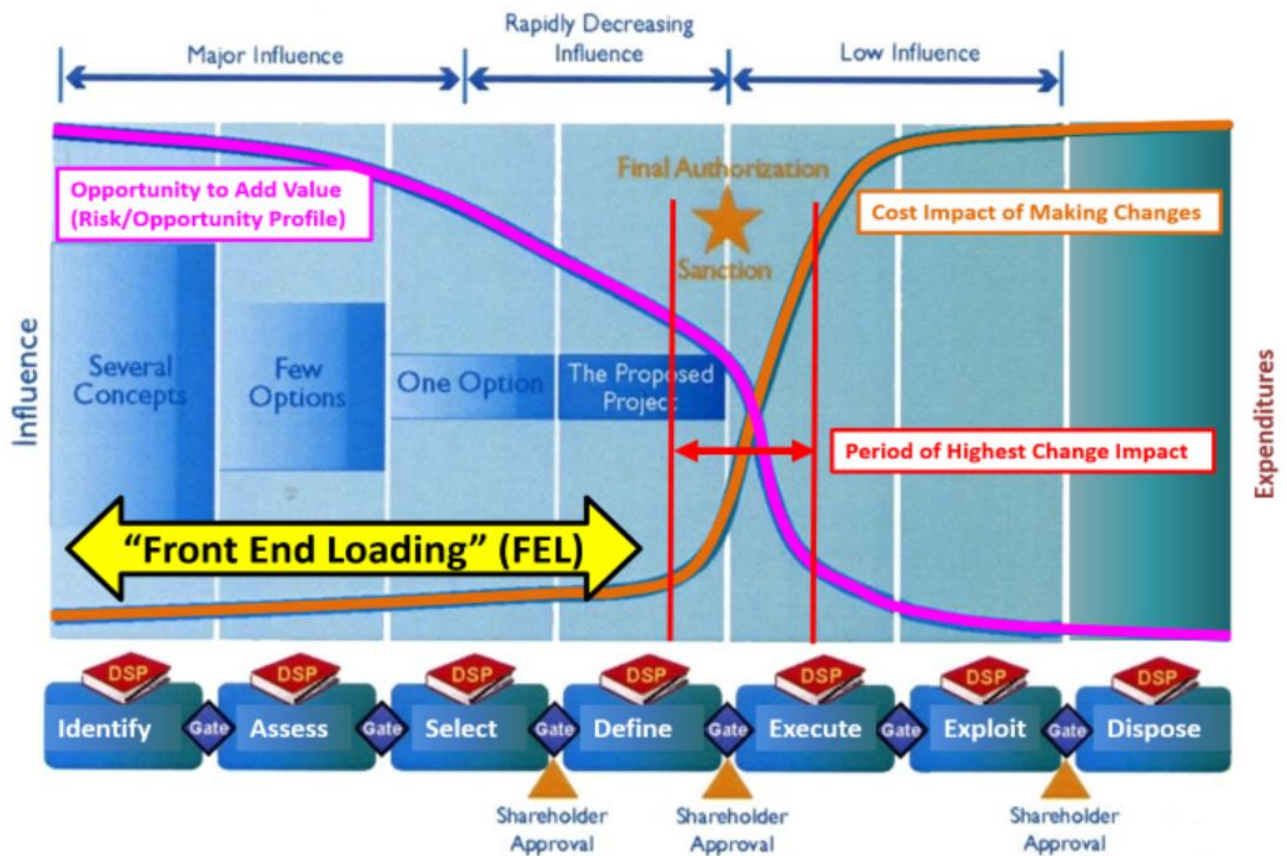 Rapidly Decreasing
Major Influence
Influence
Low Influence
Opportunity to Add Value
(Risk/Opportunity Profile)
Final Authorization
Sanction
Cost Impact of Making Changes
Influence
Several
Concepts
Few
Options
One Option
The Proposed
Project
Period of Highest Change Impact
Expenditures
“Front End Loading” (FEL)
DSP
DSP
DSP
DSP
DSP
DSP
DSP
Identify
Gate
Assess
Gate
Select
Gate
Define
Gate
Execute
Gate
Exploit
Gate
Dispose
Shareholder
Approval
Shareholder
Approval
Shareholder
Approval